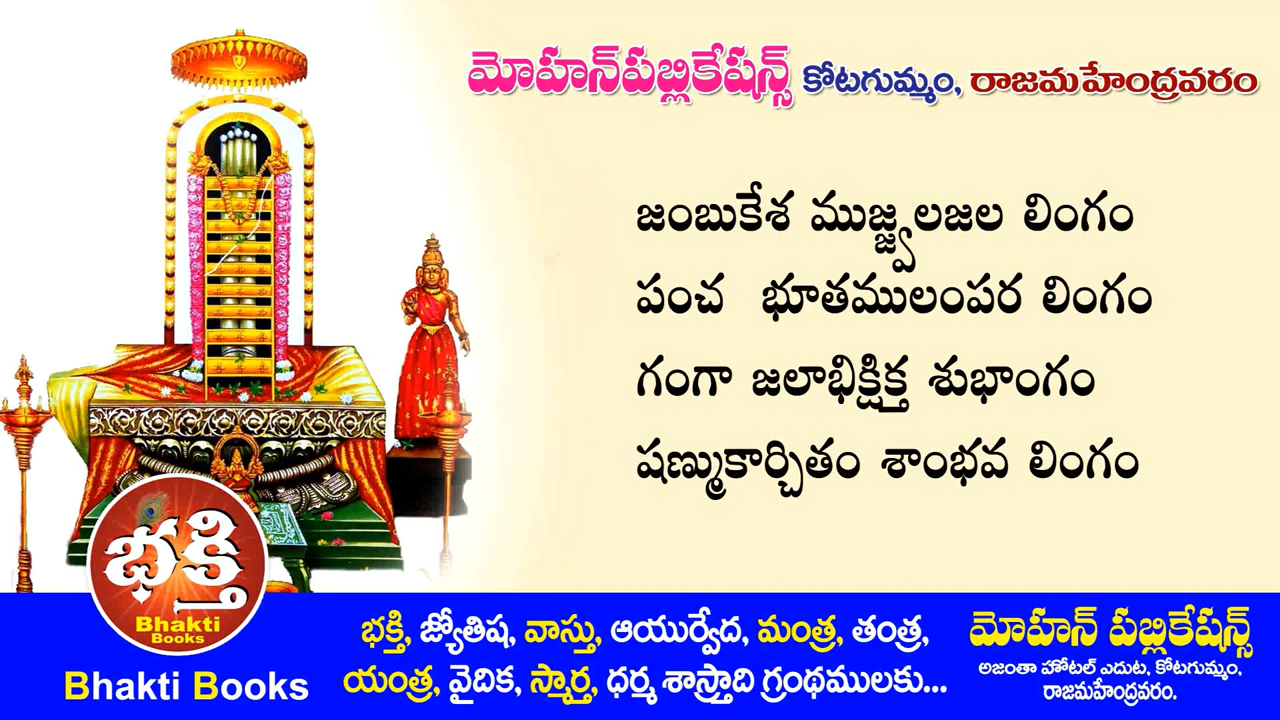 మోహన్ పబ్లికేషన్స్ కోటగుమ్మం, రాజమహేంద్రవరం
జంబుకేశ ముజ్జ్వలజల లింగం
పంచ భూతములంపర లింగం
గంగా జలాభిక్షిక్త శుభాంగం
షణ్ముకార్చితం శాంభవ లింగం
భక్తి
Bhakti
Books
Bhakti Books
భక్తి, జ్యోతిష, వాస్తు, ఆయుర్వేద, మంత్ర, తంత్ర,
యంత్ర, వైదిక, స్మార్త, ధర్మ శాస్త్రాది గ్రంథములకు...
మోహన్ పబ్లికేషన్స్
అజంతా హోటల్ ఎదుట, కోటగుమ్మం,
రాజమహేంద్రవరం.